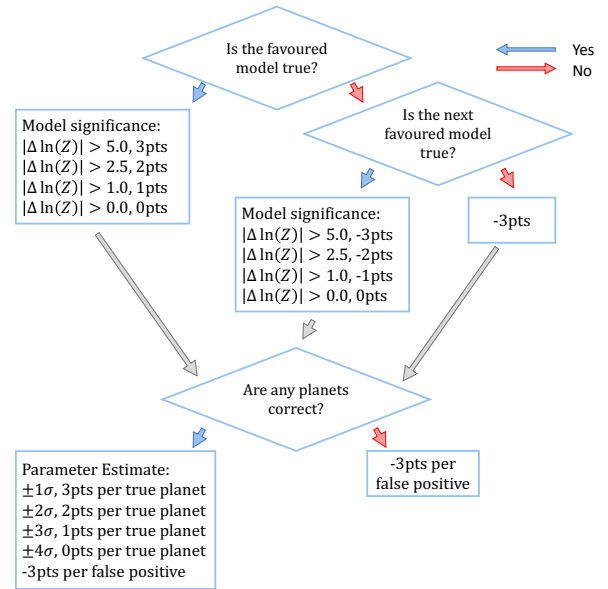 Is the favoured
model true?
Yes
No
Model significance:
|Δ ln(Z)| > 5.0, 3pts
|Δ ln(Z)| > 2.5, 2pts
|Δ ln(Z)| > 1.0, 1pts
|Δ ln(Z)| > 0.0, 0pts
Is the next
favoured model
true?
Model significance:
|Δ ln(Z)| > 5.0, -3pts
|Δ ln(Z)| > 2.5, -2pts
|Δ ln(Z)| > 1.0, -1pts
|Δ ln(Z)| > 0.0, 0pts
-3pts
Are any planets
correct?
Parameter Estimate:
±1σ, 3pts per true planet
±2σ, 2pts per true planet
±3σ, 1pts per true planet
±4σ, 0pts per true planet
-3pts per false positive
-3pts per
false positive